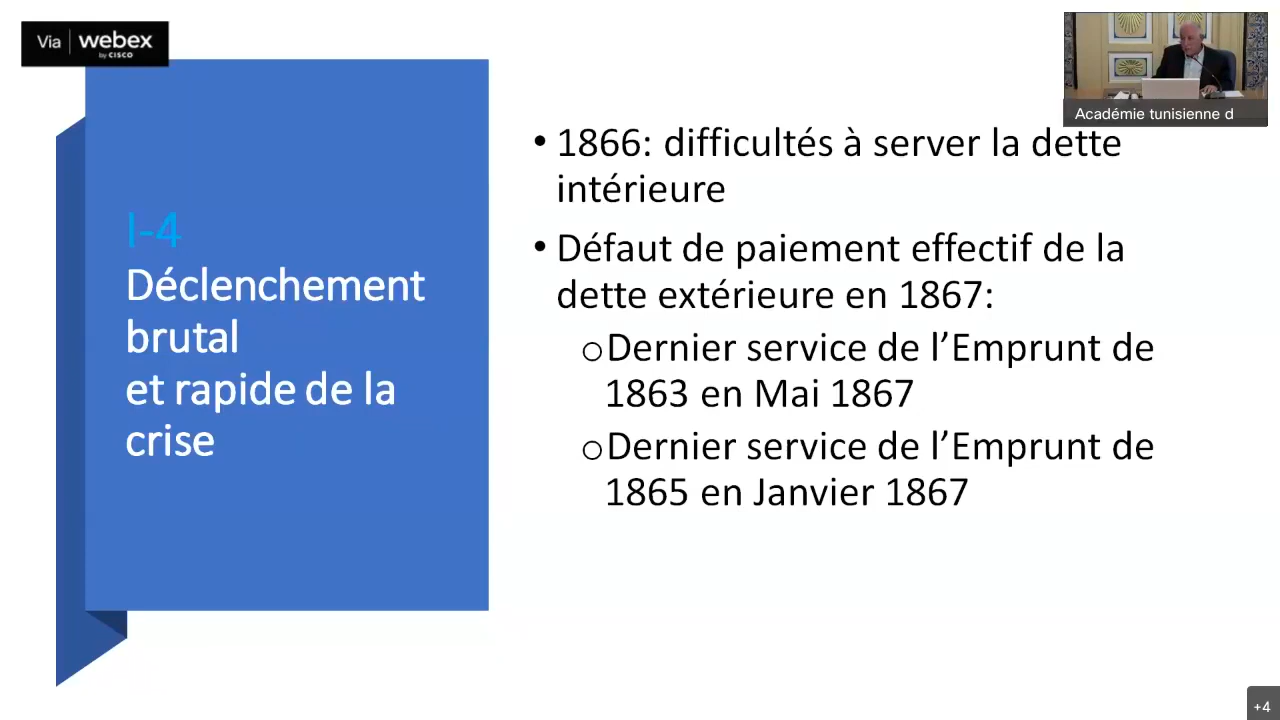 Via webex
by CISCO
Académie tunisienne d
I-4
Déclenchement
brutal
et rapide de la
crise
• 1866: difficultés à server la dette
intérieure
• Défaut de paiement effectif de la
dette extérieure en 1867:
o Dernier service de l’Emprunt de
1863 en Mai 1867
o Dernier service de l’Emprunt de
1865 en Janvier 1867
+4